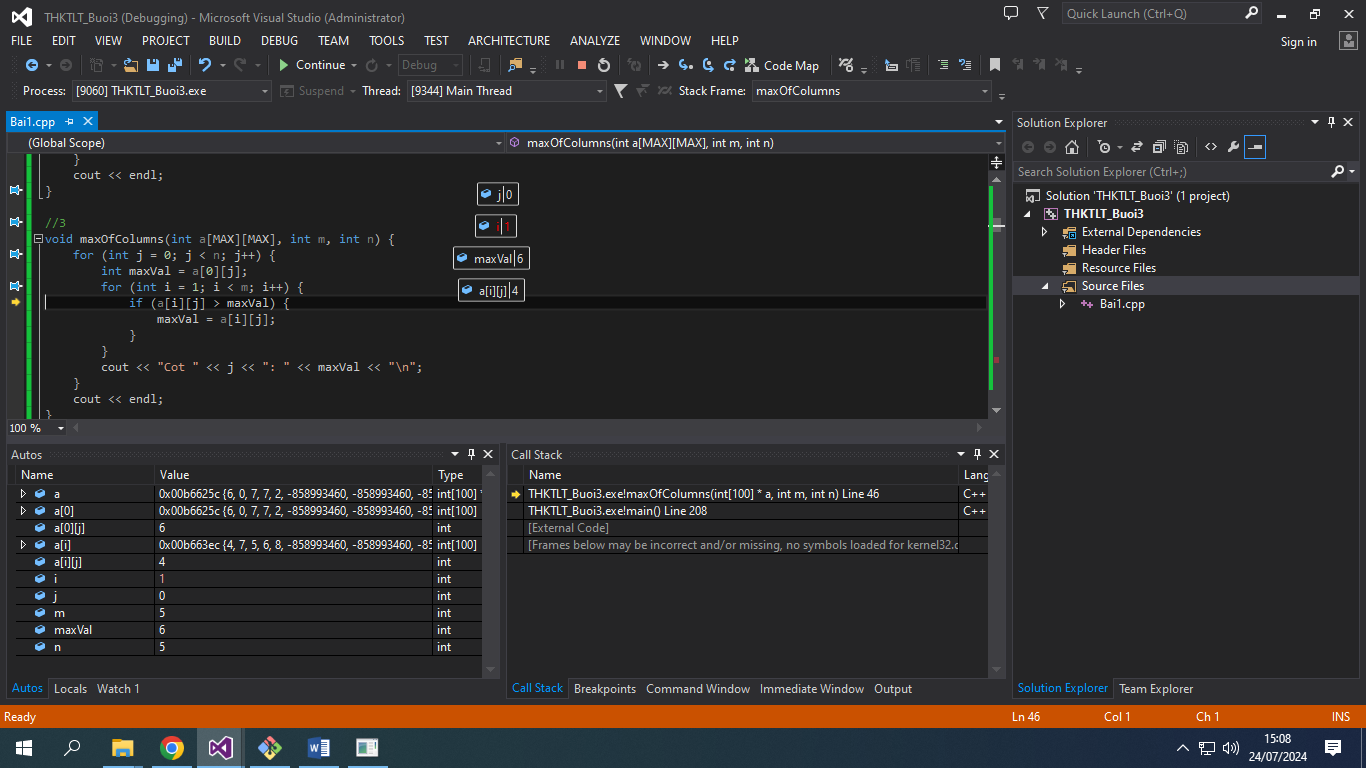 THKTLT_Buoi3 (Debugging) - Microsoft Visual Studio (Administrator)
Quick Launch (Ctrl+Q)
FILE EDIT VIEW PROJECT BUILD DEBUG TEAM TOOLS TEST ARCHITECTURE ANALYZE WINDOW HELP
Sign in
Continue Debug Code Map
Process: [9060] THKTLT_Buoi3.exe Suspend Thread: [9344] Main Thread Stack Frame: maxOfColumns
Bai1.cpp
(Global Scope) maxOfColumns(int a[MAX][MAX], int m, int n)
}
cout << endl;
}
//3
void maxOfColumns(int a[MAX][MAX], int m, int n) {
for (int j = 0; j < n; j++) {
int maxVal = a[0][j];
for (int i = 1; i < m; i++) {
if (a[i][j] > maxVal) {
maxVal = a[i][j];
}
}
cout << "Cot " << j << ": " << maxVal << "\n";
}
cout << endl;
}
j 0
i 1
maxVal 6
a[i][j] 4
100 %
Autos
Name Value Type
a 0x00b6625c {6, 0, 7, 7, 2, -858993460, -858993460, -85 int[100] *
a[0] 0x00b6625c {6, 0, 7, 7, 2, -858993460, -858993460, -85 int[100]
a[0][j] 6 int
a[i] 0x00b663ec {4, 7, 5, 6, 8, -858993460, -858993460, -85 int[100]
a[i][j] 4 int
i 1 int
j 0 int
m 5 int
maxVal 6 int
n 5 int
Autos Locals Watch 1
Call Stack
Name Lang
THKTLT_Buoi3.exe!maxOfColumns(int[100] * a, int m, int n) Line 46 C++
THKTLT_Buoi3.exe!main() Line 208 C++
[External Code]
[Frames below may be incorrect and/or missing, no symbols loaded for kernel32.d
Call Stack Breakpoints Command Window Immediate Window Output
Solution Explorer
Search Solution Explorer (Ctrl+;)
Solution 'THKTLT_Buoi3' (1 project)
THKTLT_Buoi3
External Dependencies
Header Files
Resource Files
Source Files
Bai1.cpp
Solution Explorer Team Explorer
Ready Ln 46 Col 1 Ch 1 INS
15:08
24/07/2024